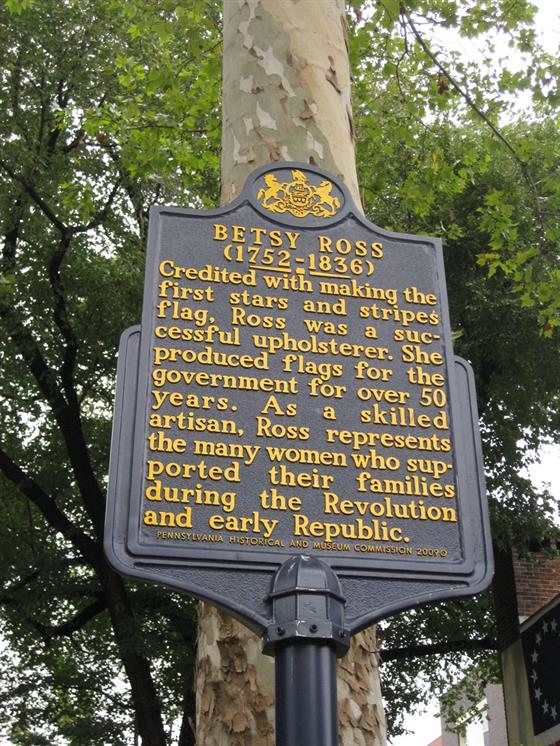 BETSY ROSS
(1752-1836)
Credited with making the
first stars and stripes
flag, Ross was a suc-
cessful upholsterer. She
produced flags for the
government for over 50
years. As a skilled
artisan, Ross represents
the many women who sup-
ported their families
during the Revolution
and early Republic.
PENNSYLVANIA HISTORICAL AND MUSEUM COMMISSION 2009©